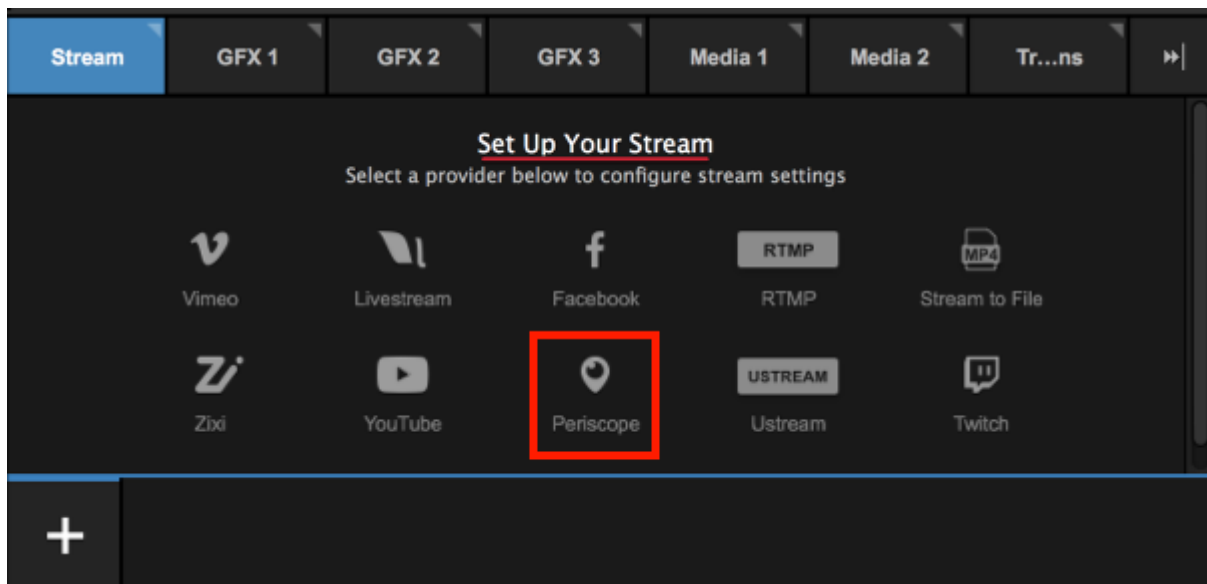 Stream GFX 1 GFX 2 GFX 3 Media 1 Media 2 Tr...ns
Set Up Your Stream
Select a provider below to configure stream settings
RTMP MP4
Vimeo Livestream Facebook RTMP Stream to File
USTREAM
Zixi YouTube Periscope Ustream Twitch